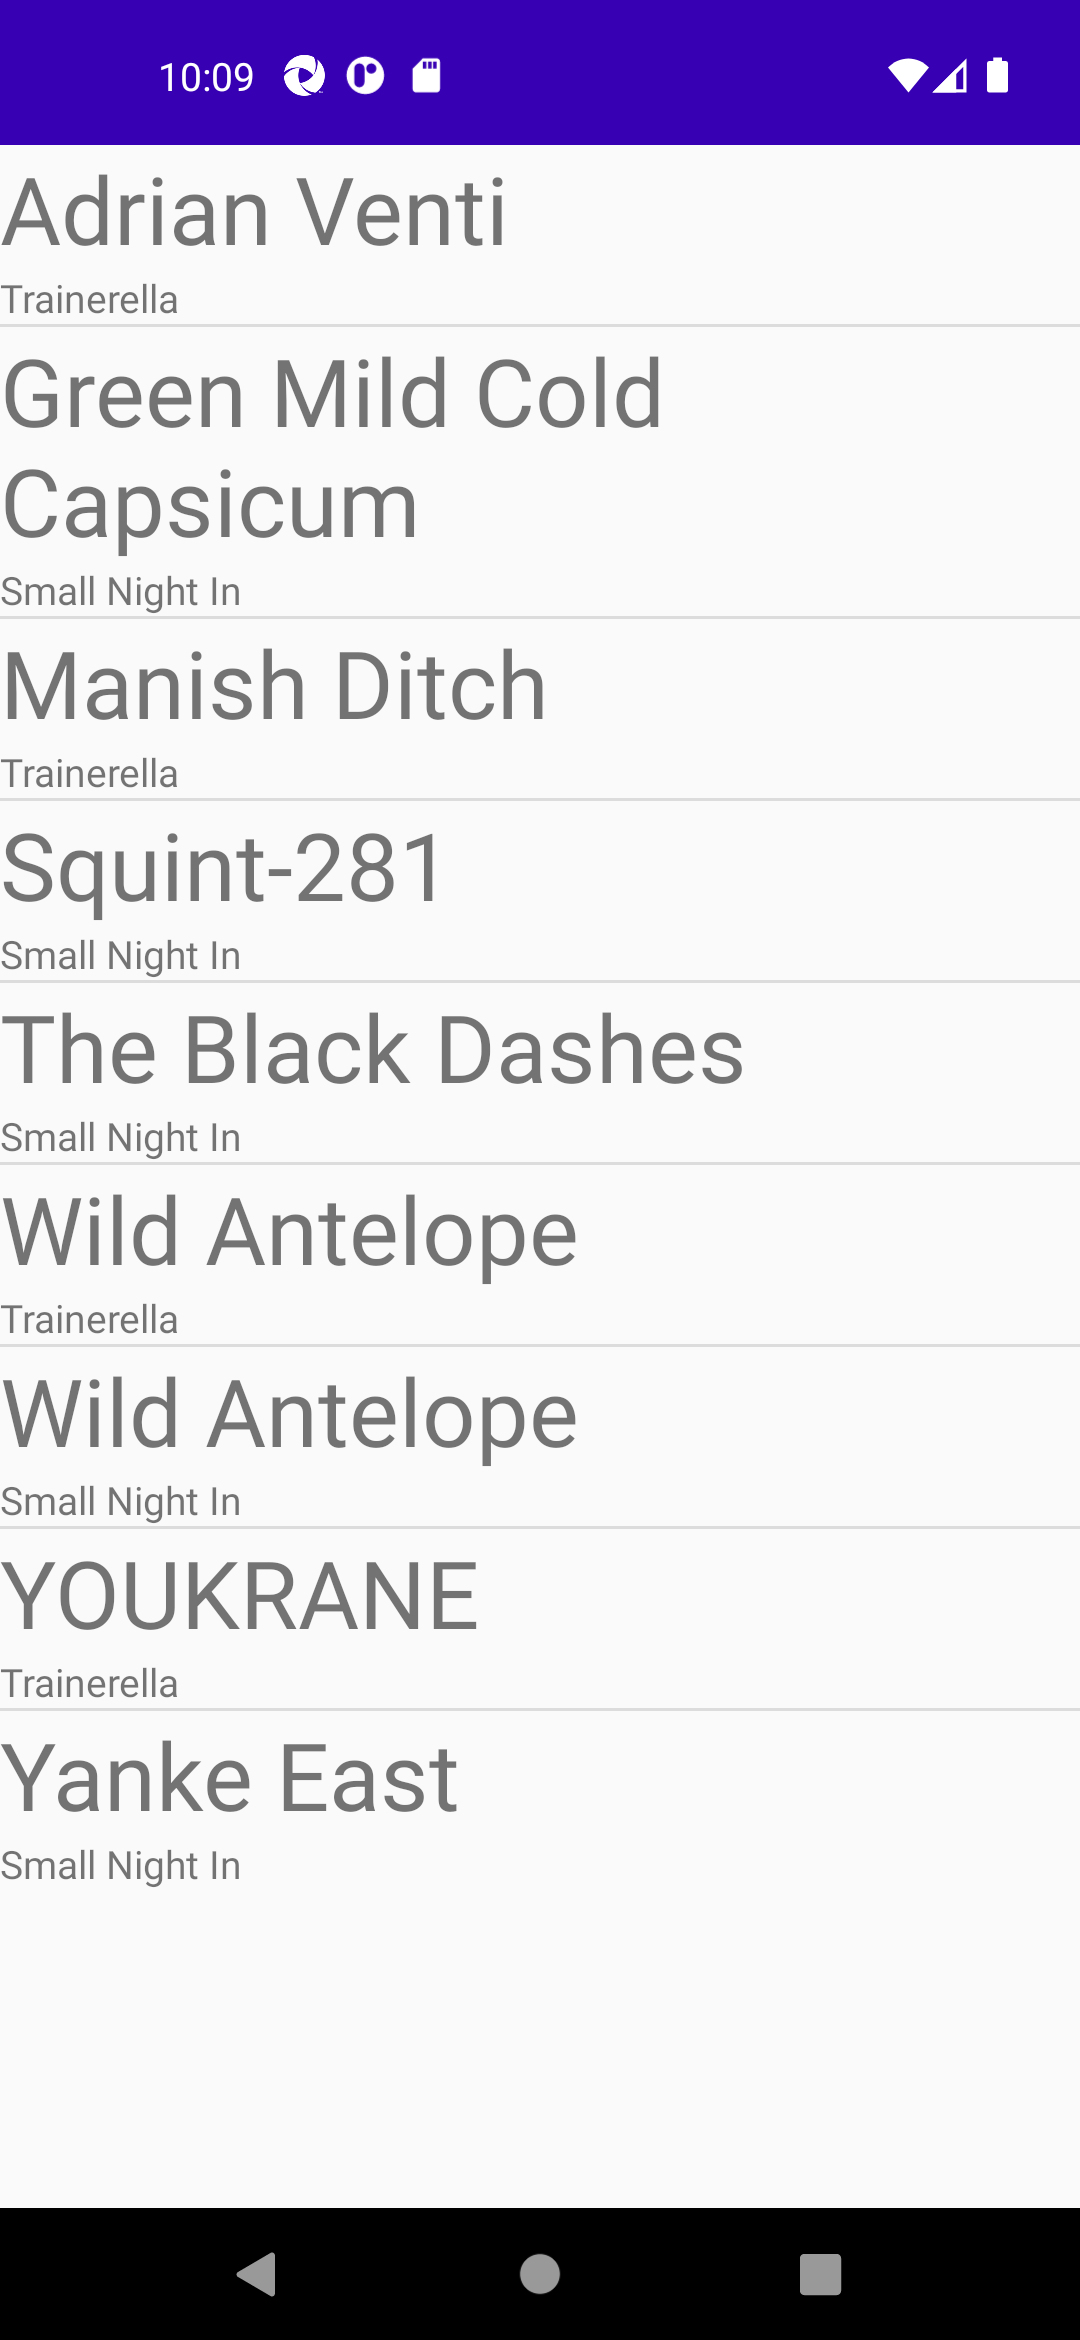 10:09
Adrian Venti
Trainerella
Green Mild Cold
Capsicum
Small Night In
Manish Ditch
Trainerella
Squint-281
Small Night In
The Black Dashes
Small Night In
Wild Antelope
Trainerella
Wild Antelope
Small Night In
YOUKRANE
Trainerella
Yanke East
Small Night In